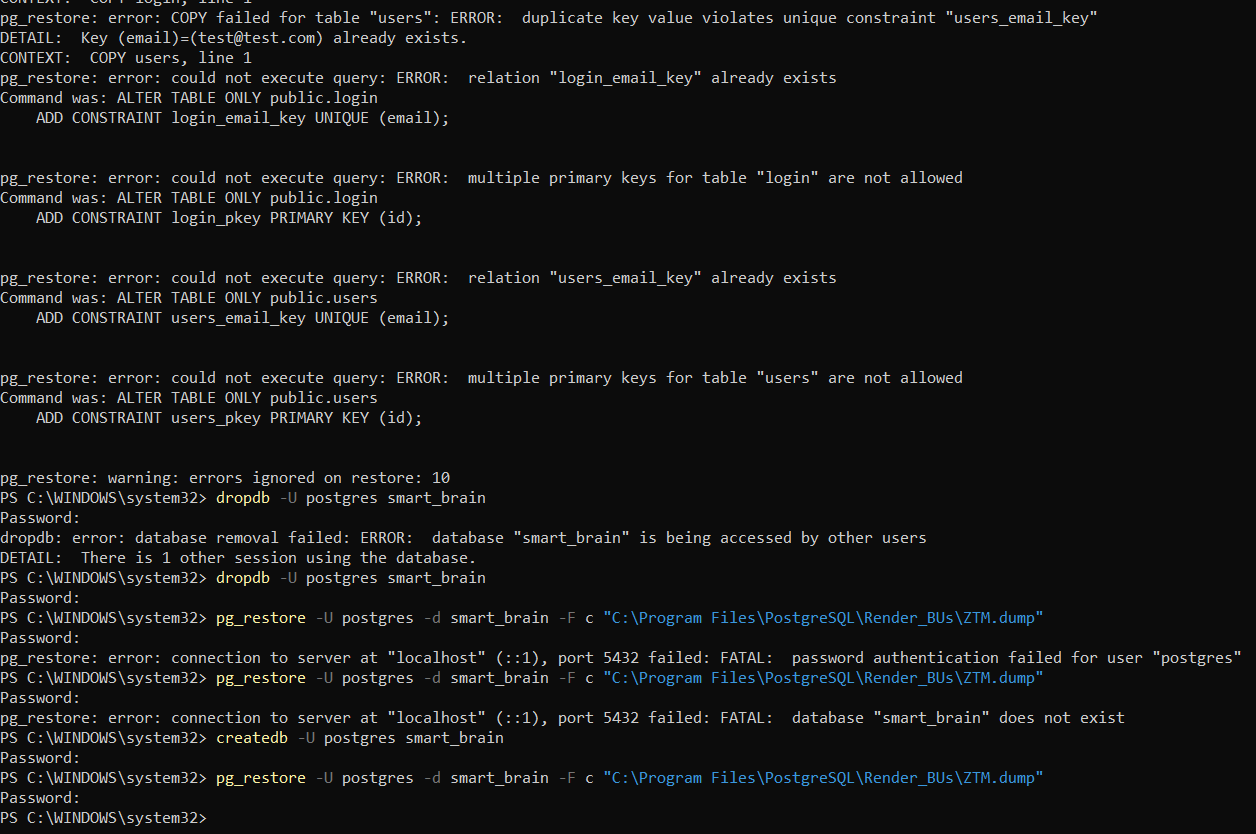 CONTEXT:  COPY login, line 1
pg_restore: error: COPY failed for table "users": ERROR:  duplicate key value violates unique constraint "users_email_key"
DETAIL:  Key (email)=(test@test.com) already exists.
CONTEXT:  COPY users, line 1
pg_restore: error: could not execute query: ERROR:  relation "login_email_key" already exists
Command was: ALTER TABLE ONLY public.login
    ADD CONSTRAINT login_email_key UNIQUE (email);
pg_restore: error: could not execute query: ERROR:  multiple primary keys for table "login" are not allowed
Command was: ALTER TABLE ONLY public.login
    ADD CONSTRAINT login_pkey PRIMARY KEY (id);
pg_restore: error: could not execute query: ERROR:  relation "users_email_key" already exists
Command was: ALTER TABLE ONLY public.users
    ADD CONSTRAINT users_email_key UNIQUE (email);
pg_restore: error: could not execute query: ERROR:  multiple primary keys for table "users" are not allowed
Command was: ALTER TABLE ONLY public.users
    ADD CONSTRAINT users_pkey PRIMARY KEY (id);
pg_restore: warning: errors ignored on restore: 10
PS C:\WINDOWS\system32> dropdb -U postgres smart_brain
Password:
dropdb: error: database removal failed: ERROR:  database "smart_brain" is being accessed by other users
DETAIL:  There is 1 other session using the database.
PS C:\WINDOWS\system32> dropdb -U postgres smart_brain
Password:
PS C:\WINDOWS\system32> pg_restore -U postgres -d smart_brain -F c "C:\Program Files\PostgreSQL\Render_BUs\ZTM.dump"
Password:
pg_restore: error: connection to server at "localhost" (::1), port 5432 failed: FATAL:  password authentication failed for user "postgres"
PS C:\WINDOWS\system32> pg_restore -U postgres -d smart_brain -F c "C:\Program Files\PostgreSQL\Render_BUs\ZTM.dump"
Password:
pg_restore: error: connection to server at "localhost" (::1), port 5432 failed: FATAL:  database "smart_brain" does not exist
PS C:\WINDOWS\system32> createdb -U postgres smart_brain
Password:
PS C:\WINDOWS\system32> pg_restore -U postgres -d smart_brain -F c "C:\Program Files\PostgreSQL\Render_BUs\ZTM.dump"
Password:
PS C:\WINDOWS\system32>